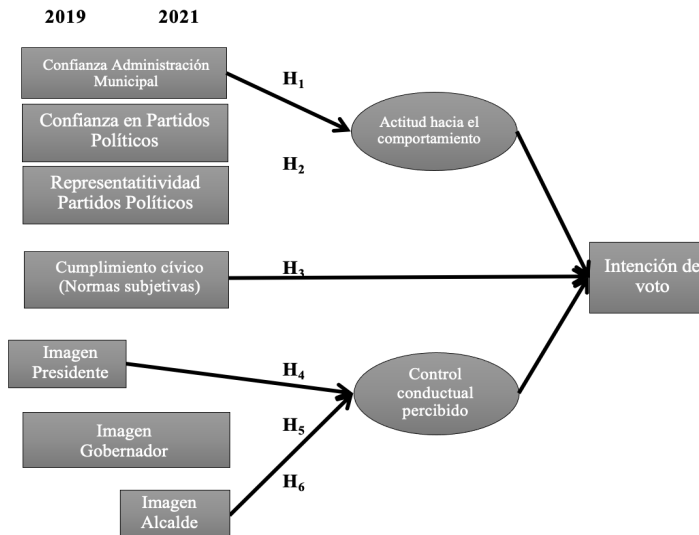 2019 2021
Confianza Administración
Municipal
H1
Actitud hacia el
comportamiento
Confianza en Partidos
Políticos
H2
Representatitividad
Partidos Políticos
Cumplimiento cívico
(Normas subjetivas)
H3
Intención de
voto
Imagen
Presidente
H4
Control
conductual
percibido
Imagen
Gobernador
H5
H6
Imagen
Alcalde